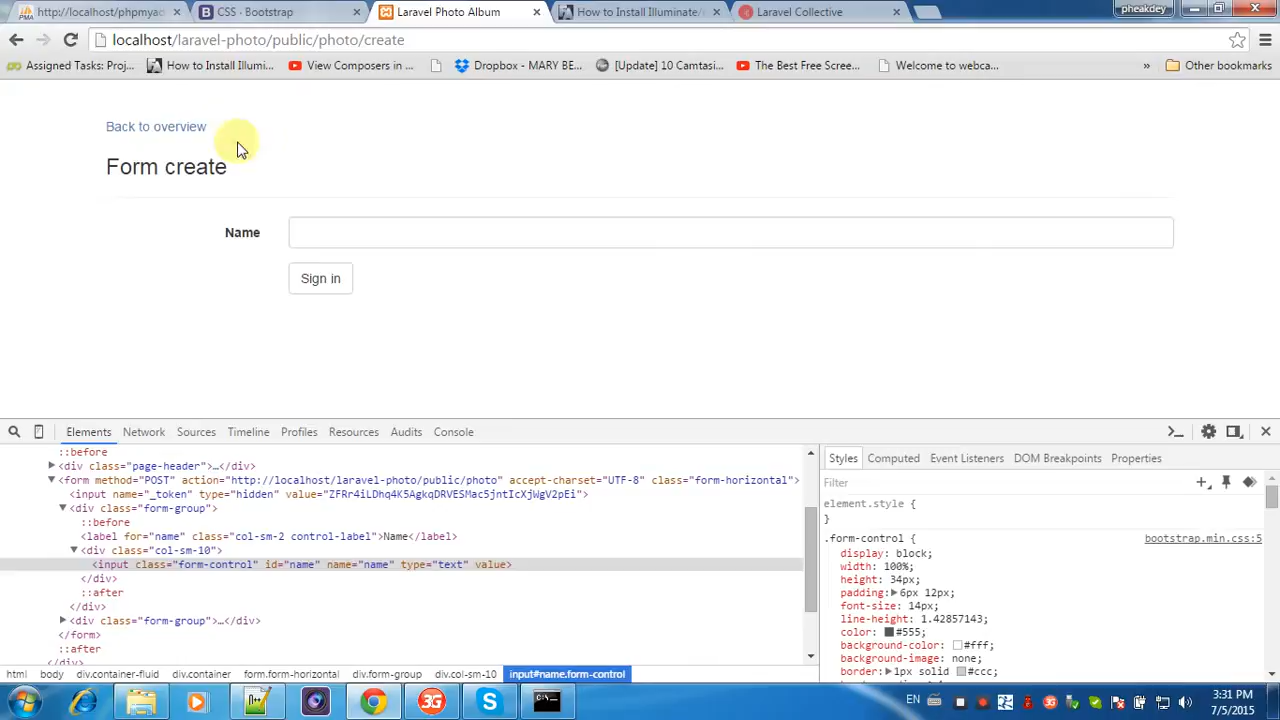 http://localhost/phpmyad
CSS · Bootstrap
Laravel Photo Album
How to Install Illuminate/
Laravel Collective
pheakdey
localhost/laravel-photo/public/photo/create
Assigned Tasks: Proj...
How to Install Illumi...
View Composers in ...
Dropbox - MARY BE...
[Update] 10 Camtasi...
The Best Free Scree...
Welcome to webca...
»
Other bookmarks
Back to overview
Form create
Name
Sign in
Elements Network Sources Timeline Profiles Resources Audits Console
::before
<div class="page-header">…</div>
<form method="POST" action="http://localhost/laravel-photo/public/photo" accept-charset="UTF-8" class="form-horizontal">
<input name="_token" type="hidden" value="ZFRr4iLDhq4K5AgkqDRVESMac5jntIcXjWgV2pEi">
<div class="form-group">
::before
<label for="name" class="col-sm-2 control-label">Name</label>
<div class="col-sm-10">
<input class="form-control" id="name" name="name" type="text" value>
</div>
::after
</div>
<div class="form-group">…</div>
</form>
::after
</div>
html body div.container-fluid div.container form.form-horizontal div.form-group div.col-sm-10 input#name.form-control
Styles Computed Event Listeners DOM Breakpoints Properties
Filter
element.style {
}
.form-control { bootstrap.min.css:5
display: block;
width: 100%;
height: 34px;
padding: 6px 12px;
font-size: 14px;
line-height: 1.42857143;
color: #555;
background-color: #fff;
background-image: none;
border: 1px solid #ccc;
3G
EN
3:31 PM
7/5/2015